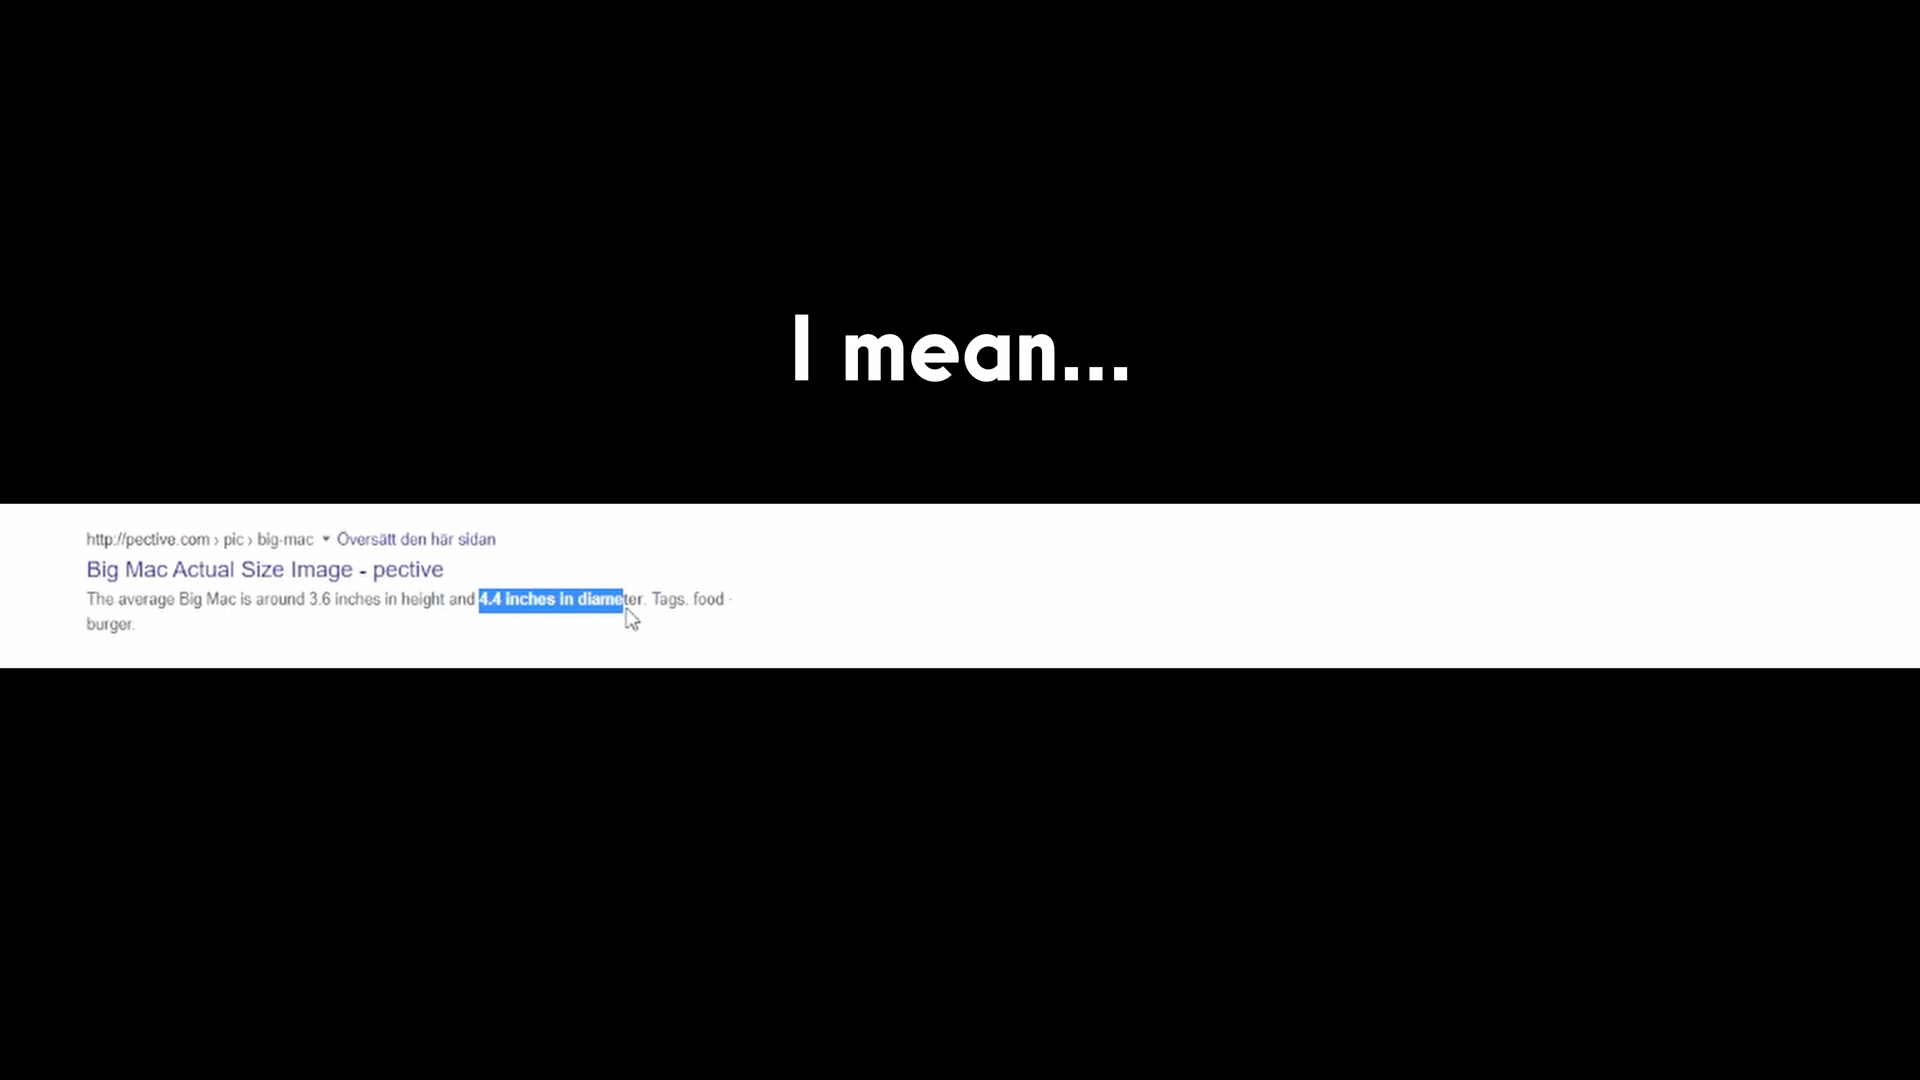 I mean...
http://pective.com › pic › big-mac ▾ Översätt den här sidan
Big Mac Actual Size Image - pective
The average Big Mac is around 3.6 inches in height and 4.4 inches in diameter. Tags. food ·
burger.